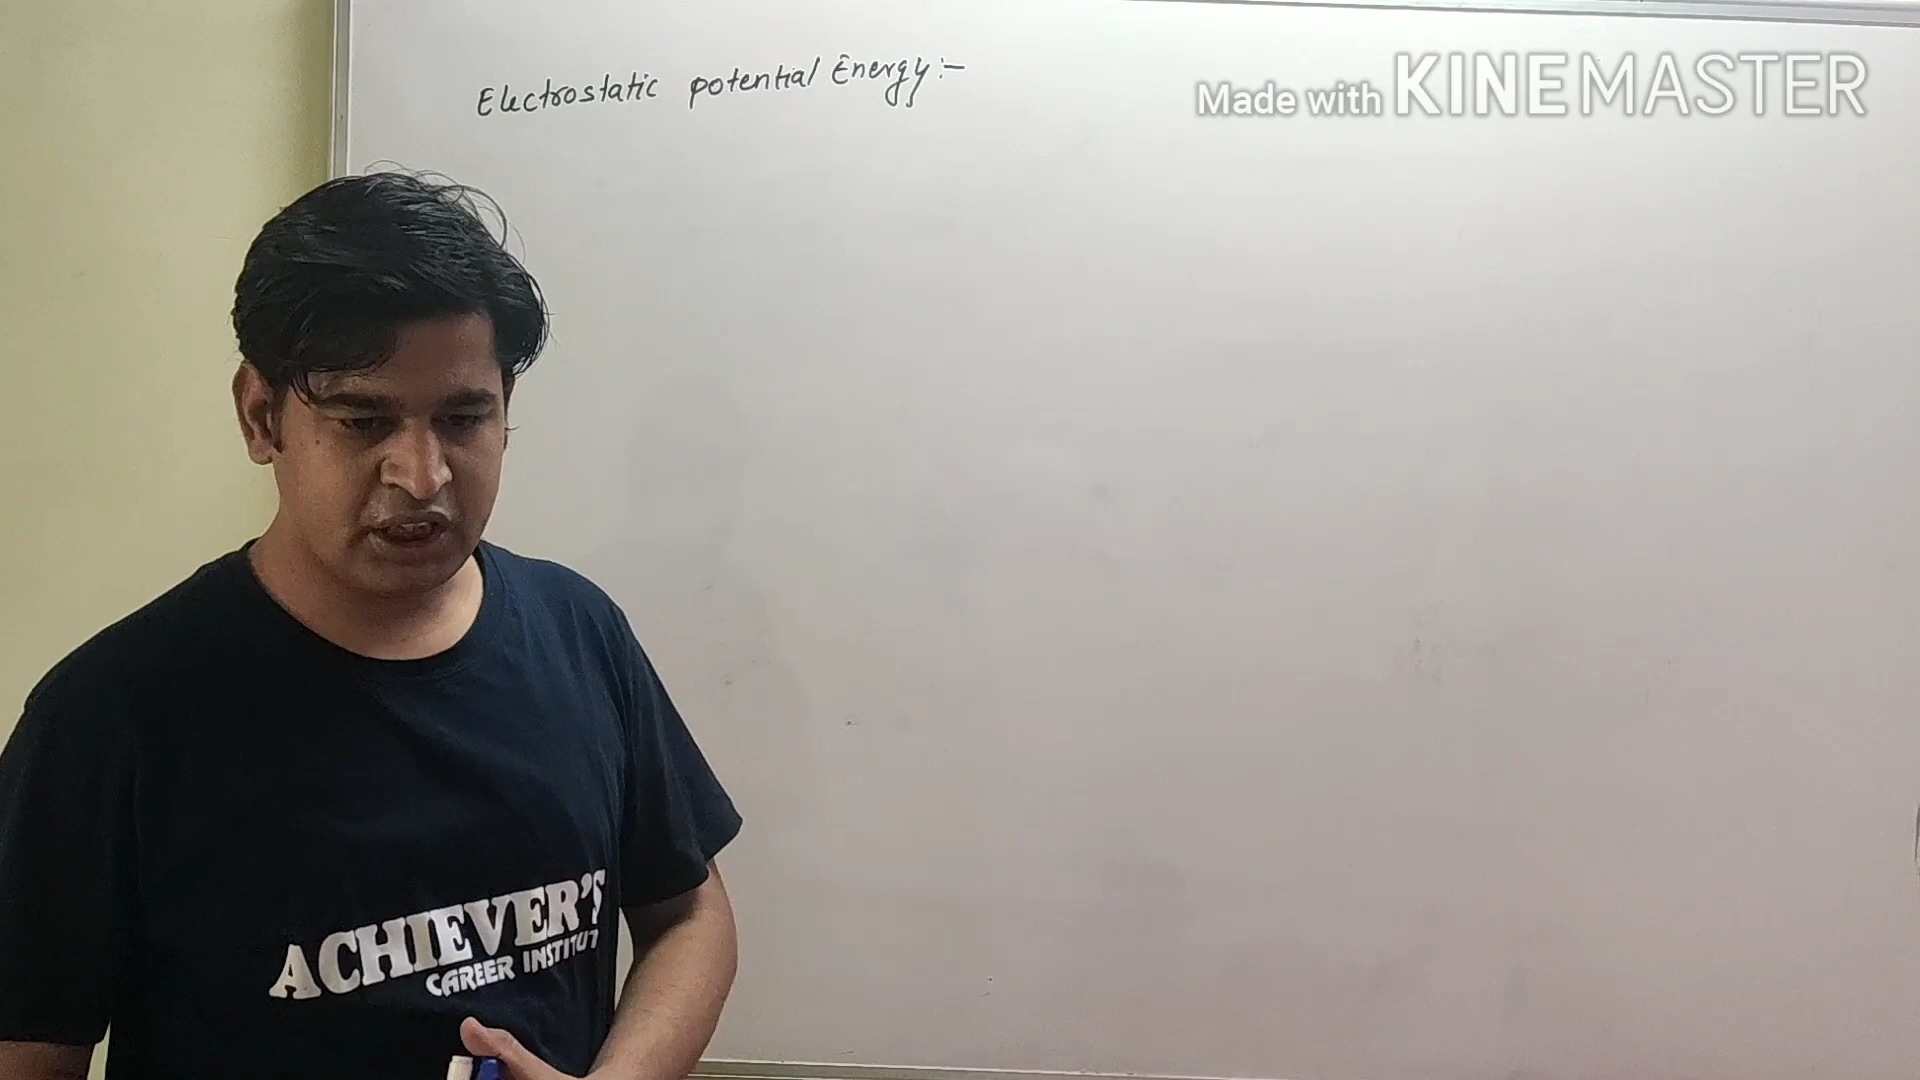 Electrostatic potential Energy:-
Made with KINEMASTER
ACHIEVER'S
CAREER INSTITUT